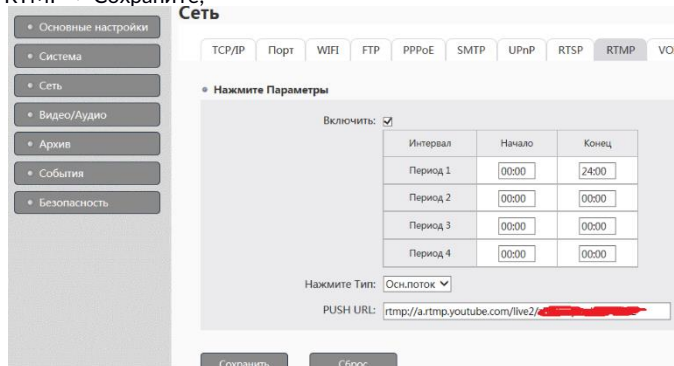 RTMP -> Сохраните;
Сеть
Основные настройки
Система
Сеть
Видео/Аудио
Архив
События
Безопасность
TCP/IP Порт WIFI FTP PPPoE SMTP UPnP RTSP RTMP VO
Нажмите Параметры
Включить:
Интервал Начало Конец
Период 1 00:00 24:00
Период 2 00:00 00:00
Период 3 00:00 00:00
Период 4 00:00 00:00
Нажмите Тип: Осн.поток
PUSH URL: rtmp://a.rtmp.youtube.com/live2/
Сохранить Сброс